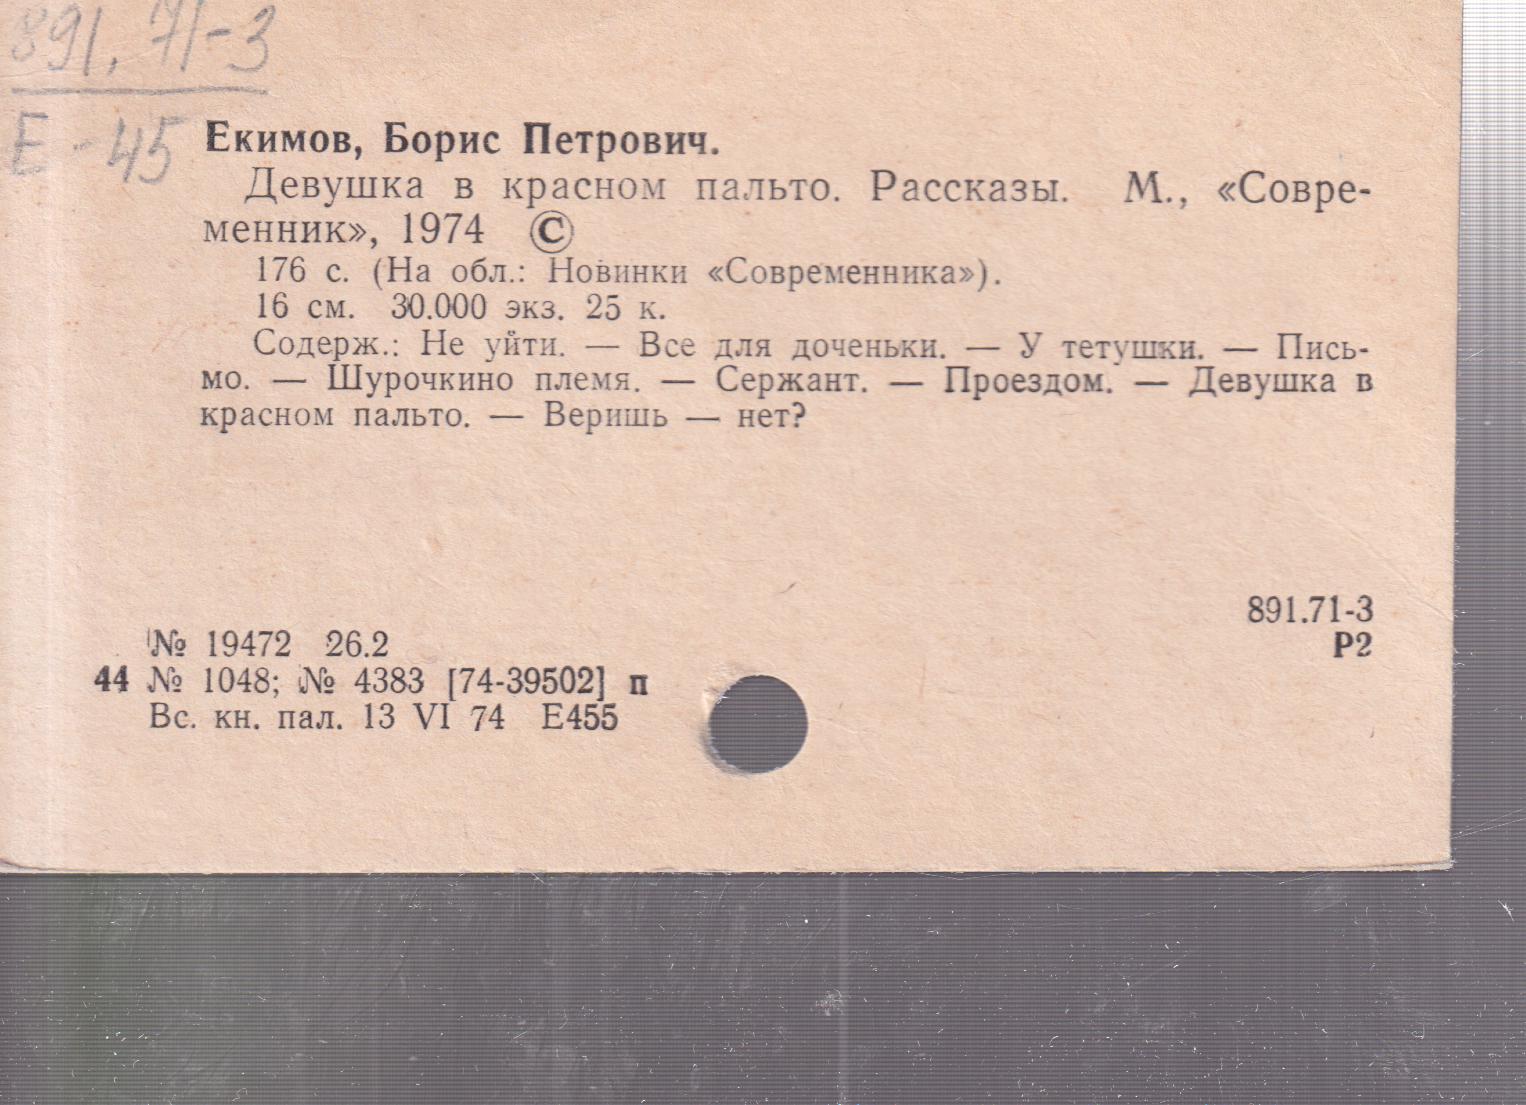 891.71-3
Е-45
Екимов, Борис Петрович.
Девушка в красном пальто. Рассказы. М., «Совре-
менник», 1974 ©
176 с. (На обл.: Новинки «Современника»).
16 см. 30.000 экз. 25 к.
Содерж.: Не уйти. — Все для доченьки. — У тетушки. — Пись-
мо. — Шурочкино племя. — Сержант. — Проездом. — Девушка в
красном пальто. — Веришь — нет?
891.71-3
№ 19472 26.2
Р2
44 № 1048; № 4383 [74-39502] п
Вс. кн. пал. 13 VI 74 Е455